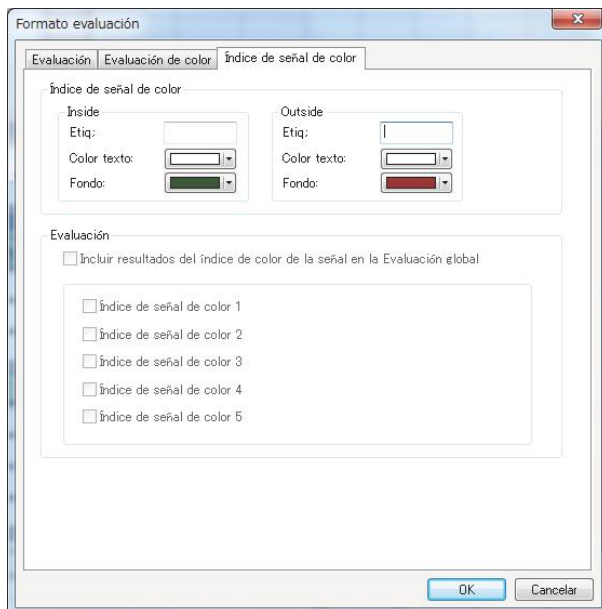 Formato evaluación
Evaluación Evaluación de color Índice de señal de color
Índice de señal de color
Inside Outside
Etiq.: Etiq.:
Color texto: Color texto:
Fondo: Fondo:
Evaluación
Incluir resultados del índice de color de la señal en la Evaluación global
Índice de señal de color 1
Índice de señal de color 2
Índice de señal de color 3
Índice de señal de color 4
Índice de señal de color 5
OK Cancelar